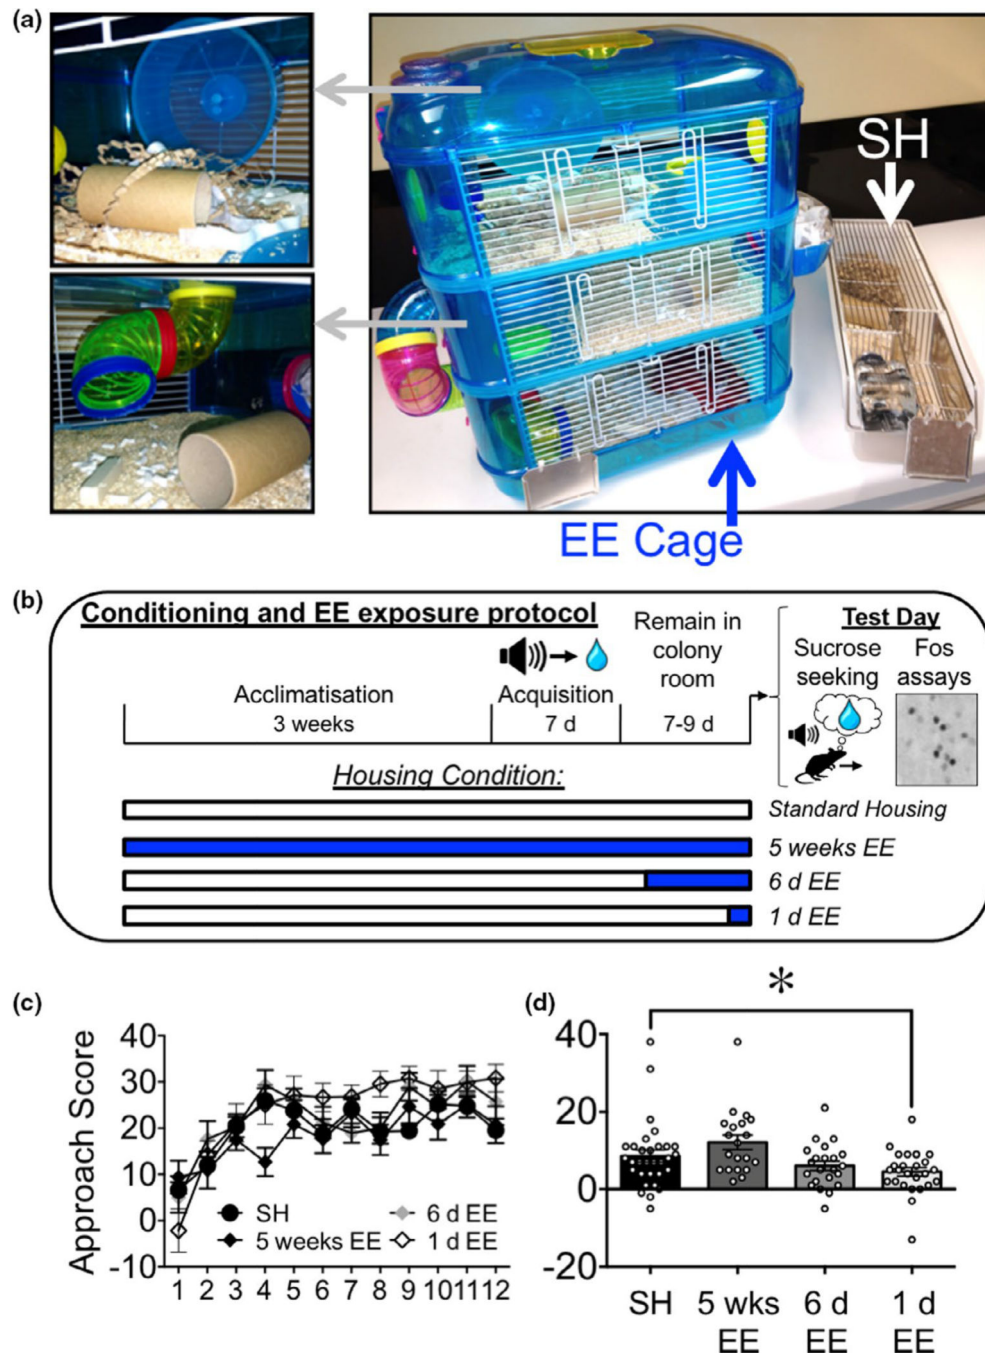 (a)
SH
EE Cage
(b)
Conditioning and EE exposure protocol
Remain in
colony
room
Test Day
Sucrose
seeking
Fos
assays
Acclimatisation
3 weeks
Acquisition
7 d
7-9 d
Housing Condition:
Standard Housing
5 weeks EE
6 d EE
1 d EE
(c)
Approach Score
40
30
20
10
0
-10
SH
6 d EE
5 weeks EE
1 d EE
1 2 3 4 5 6 7 8 9 10 11 12
(d)
*
40
20
0
-20
SH
5 wks
EE
6 d
EE
1 d
EE